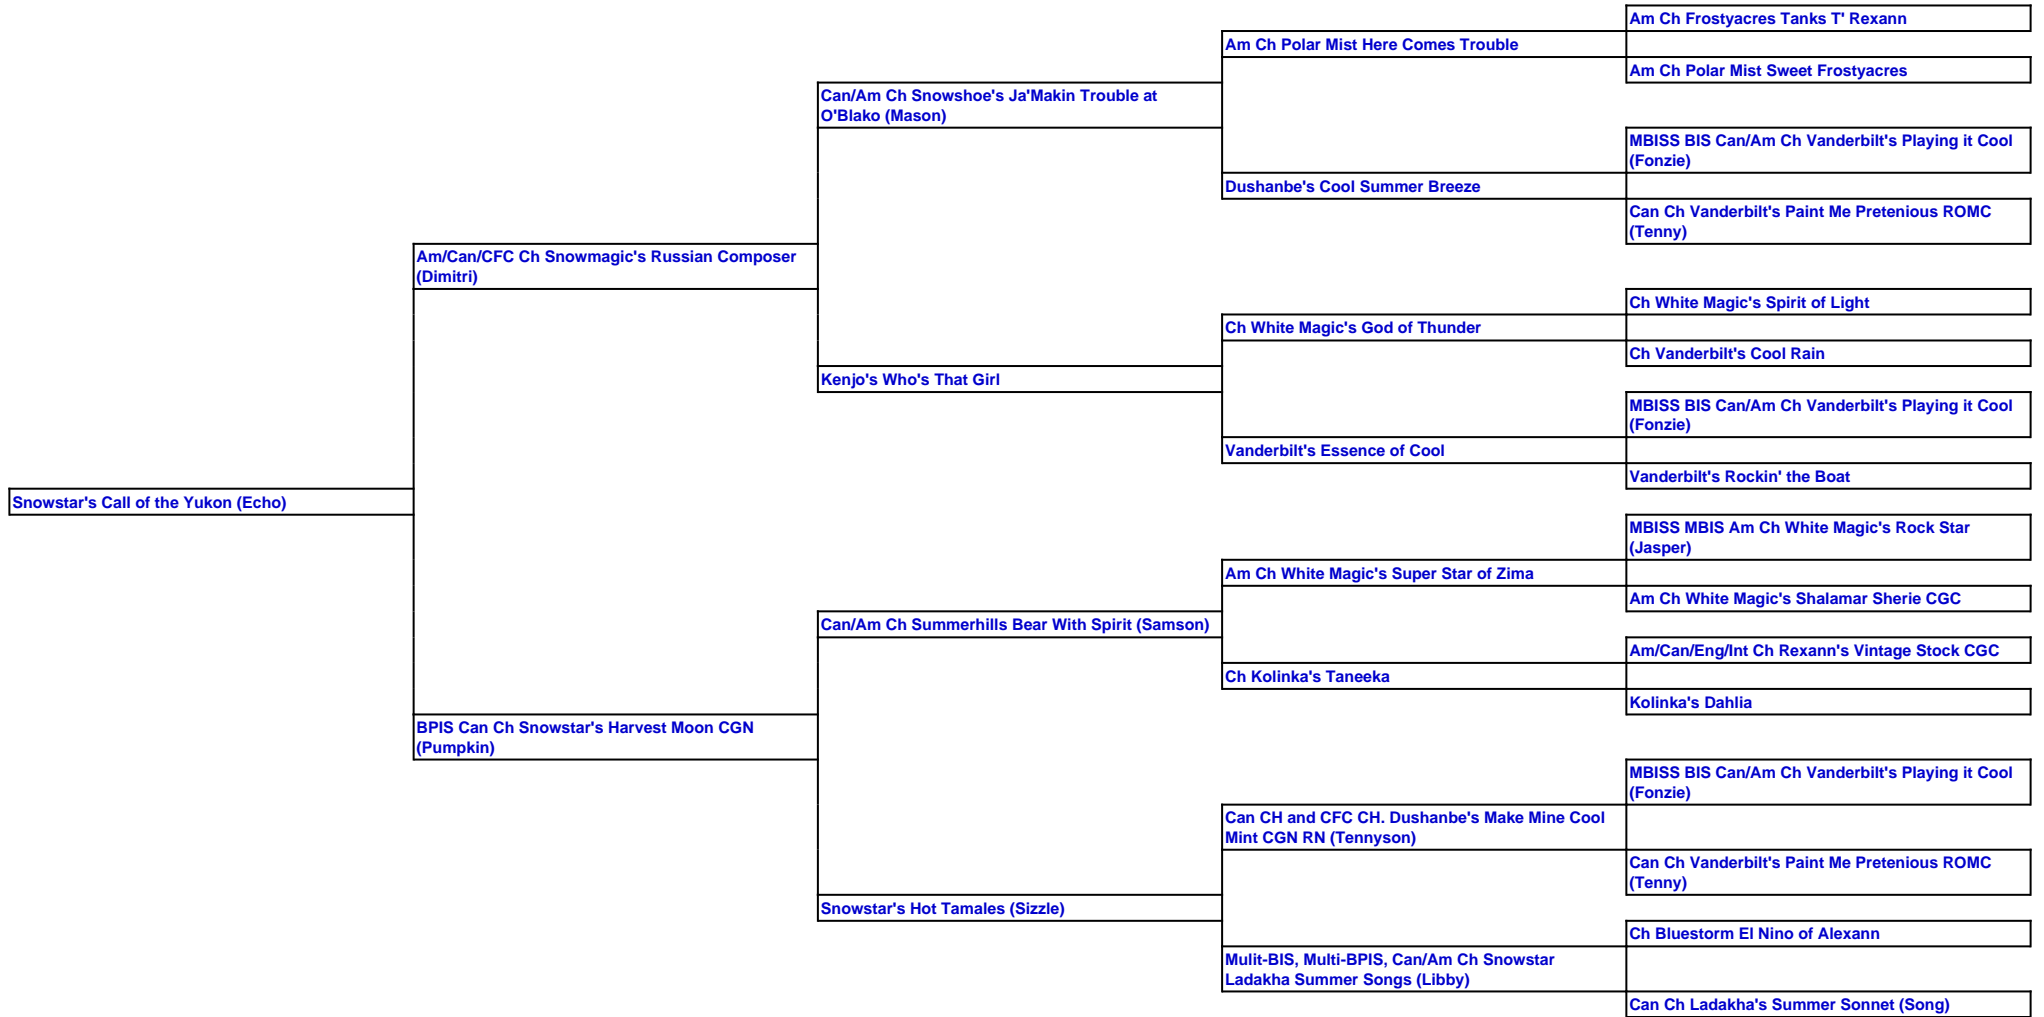 Am Ch Frostyacres Tanks T' Rexann
Am Ch Polar Mist Here Comes Trouble
Am Ch Polar Mist Sweet Frostyacres
Can/Am Ch Snowshoe's Ja'Makin Trouble at
O'Blako (Mason)
MBISS BIS Can/Am Ch Vanderbilt's Playing it Cool
(Fonzie)
Dushanbe's Cool Summer Breeze
Can Ch Vanderbilt's Paint Me Pretenious ROMC
(Tenny)
Am/Can/CFC Ch Snowmagic's Russian Composer
(Dimitri)
Ch White Magic's Spirit of Light
Ch White Magic's God of Thunder
Ch Vanderbilt's Cool Rain
Kenjo's Who's That Girl
MBISS BIS Can/Am Ch Vanderbilt's Playing it Cool
(Fonzie)
Vanderbilt's Essence of Cool
Vanderbilt's Rockin' the Boat
Snowstar's Call of the Yukon (Echo)
MBISS MBIS Am Ch White Magic's Rock Star
(Jasper)
Am Ch White Magic's Super Star of Zima
Am Ch White Magic's Shalamar Sherie CGC
Can/Am Ch Summerhills Bear With Spirit (Samson)
Am/Can/Eng/Int Ch Rexann's Vintage Stock CGC
Ch Kolinka's Taneeka
Kolinka's Dahlia
BPIS Can Ch Snowstar's Harvest Moon CGN
(Pumpkin)
MBISS BIS Can/Am Ch Vanderbilt's Playing it Cool
(Fonzie)
Can CH and CFC CH. Dushanbe's Make Mine Cool
Mint CGN RN (Tennyson)
Can Ch Vanderbilt's Paint Me Pretenious ROMC
(Tenny)
Snowstar's Hot Tamales (Sizzle)
Ch Bluestorm El Nino of Alexann
Mulit-BIS, Multi-BPIS, Can/Am Ch Snowstar
Ladakha Summer Songs (Libby)
Can Ch Ladakha's Summer Sonnet (Song)